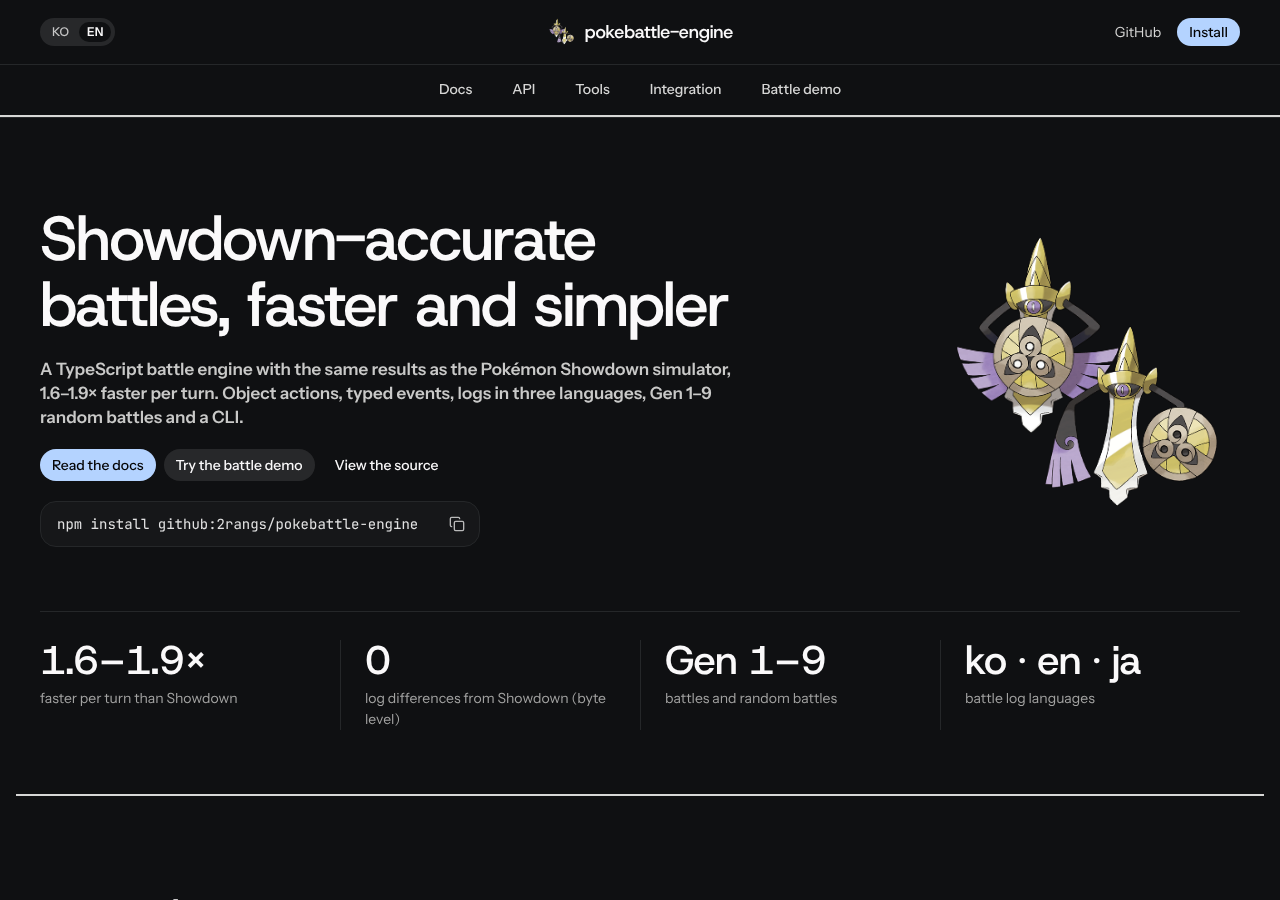 KO EN
pokebattle-engine
GitHub
Install
Docs
API
Tools
Integration
Battle demo
Showdown-accurate
battles, faster and simpler
A TypeScript battle engine with the same results as the Pokémon Showdown simulator,
1.6–1.9× faster per turn. Object actions, typed events, logs in three languages, Gen 1–9
random battles and a CLI.
Read the docs
Try the battle demo
View the source
npm install github:2rangs/pokebattle-engine
1.6–1.9×
faster per turn than Showdown
0
log differences from Showdown (byte
level)
Gen 1–9
battles and random battles
ko · en · ja
battle log languages